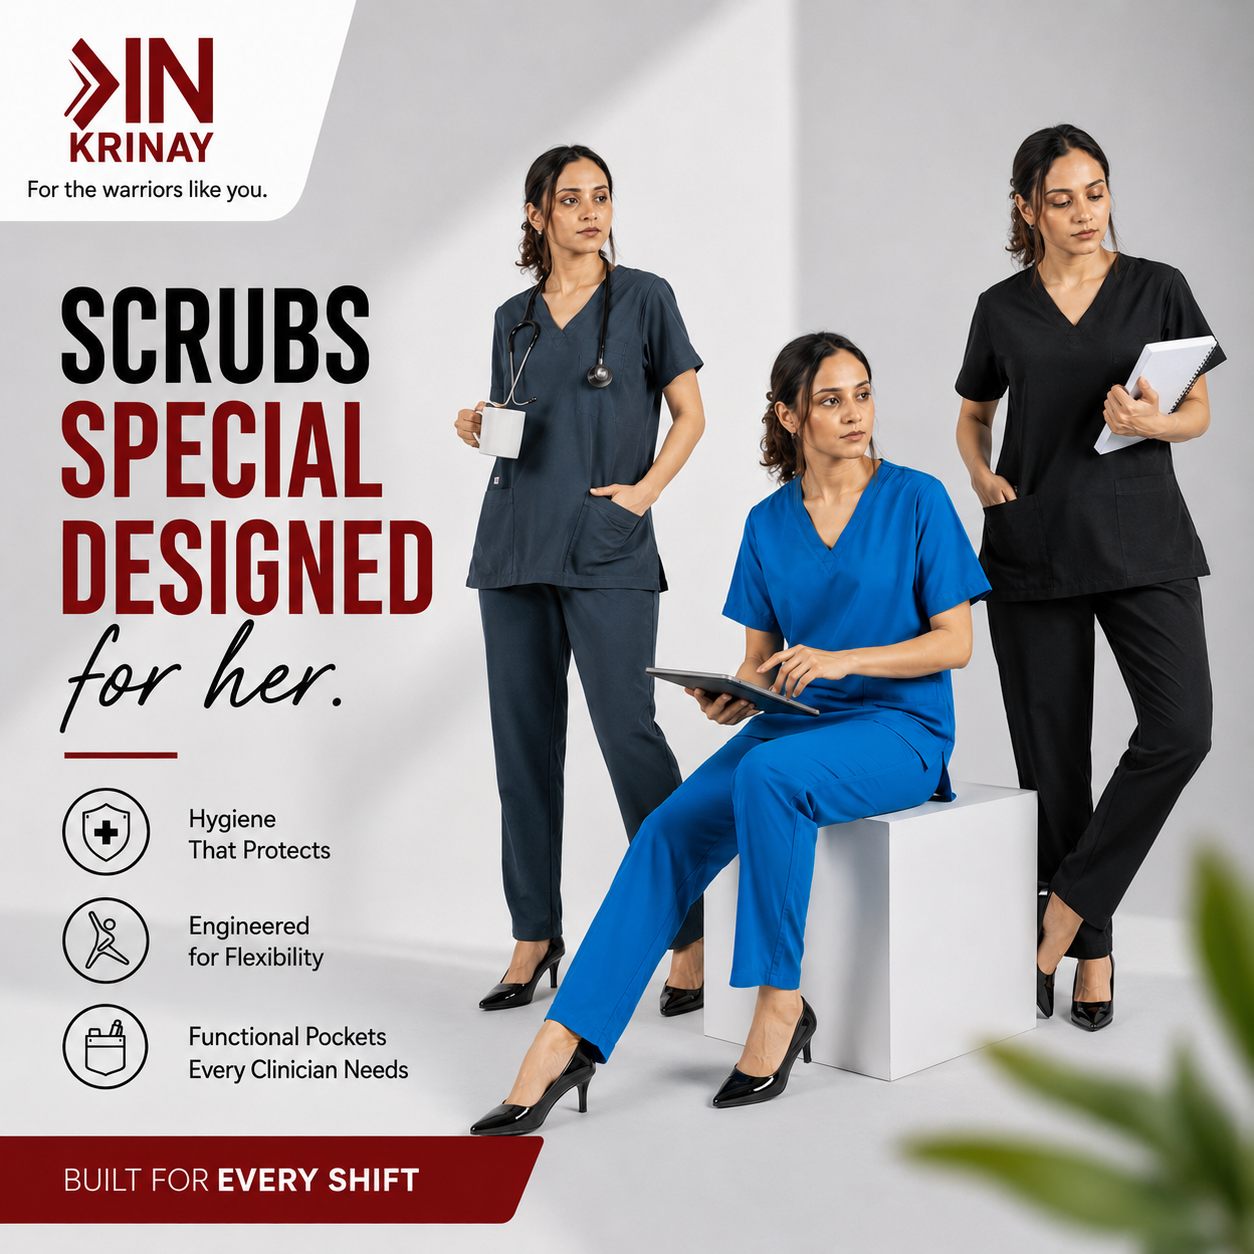 KIN
KRINAY
For the warriors like you.
SCRUBS
SPECIAL
DESIGNED
for her.
Hygiene
That Protects
Engineered
for Flexibility
Functional Pockets
Every Clinician Needs
BUILT FOR EVERY SHIFT